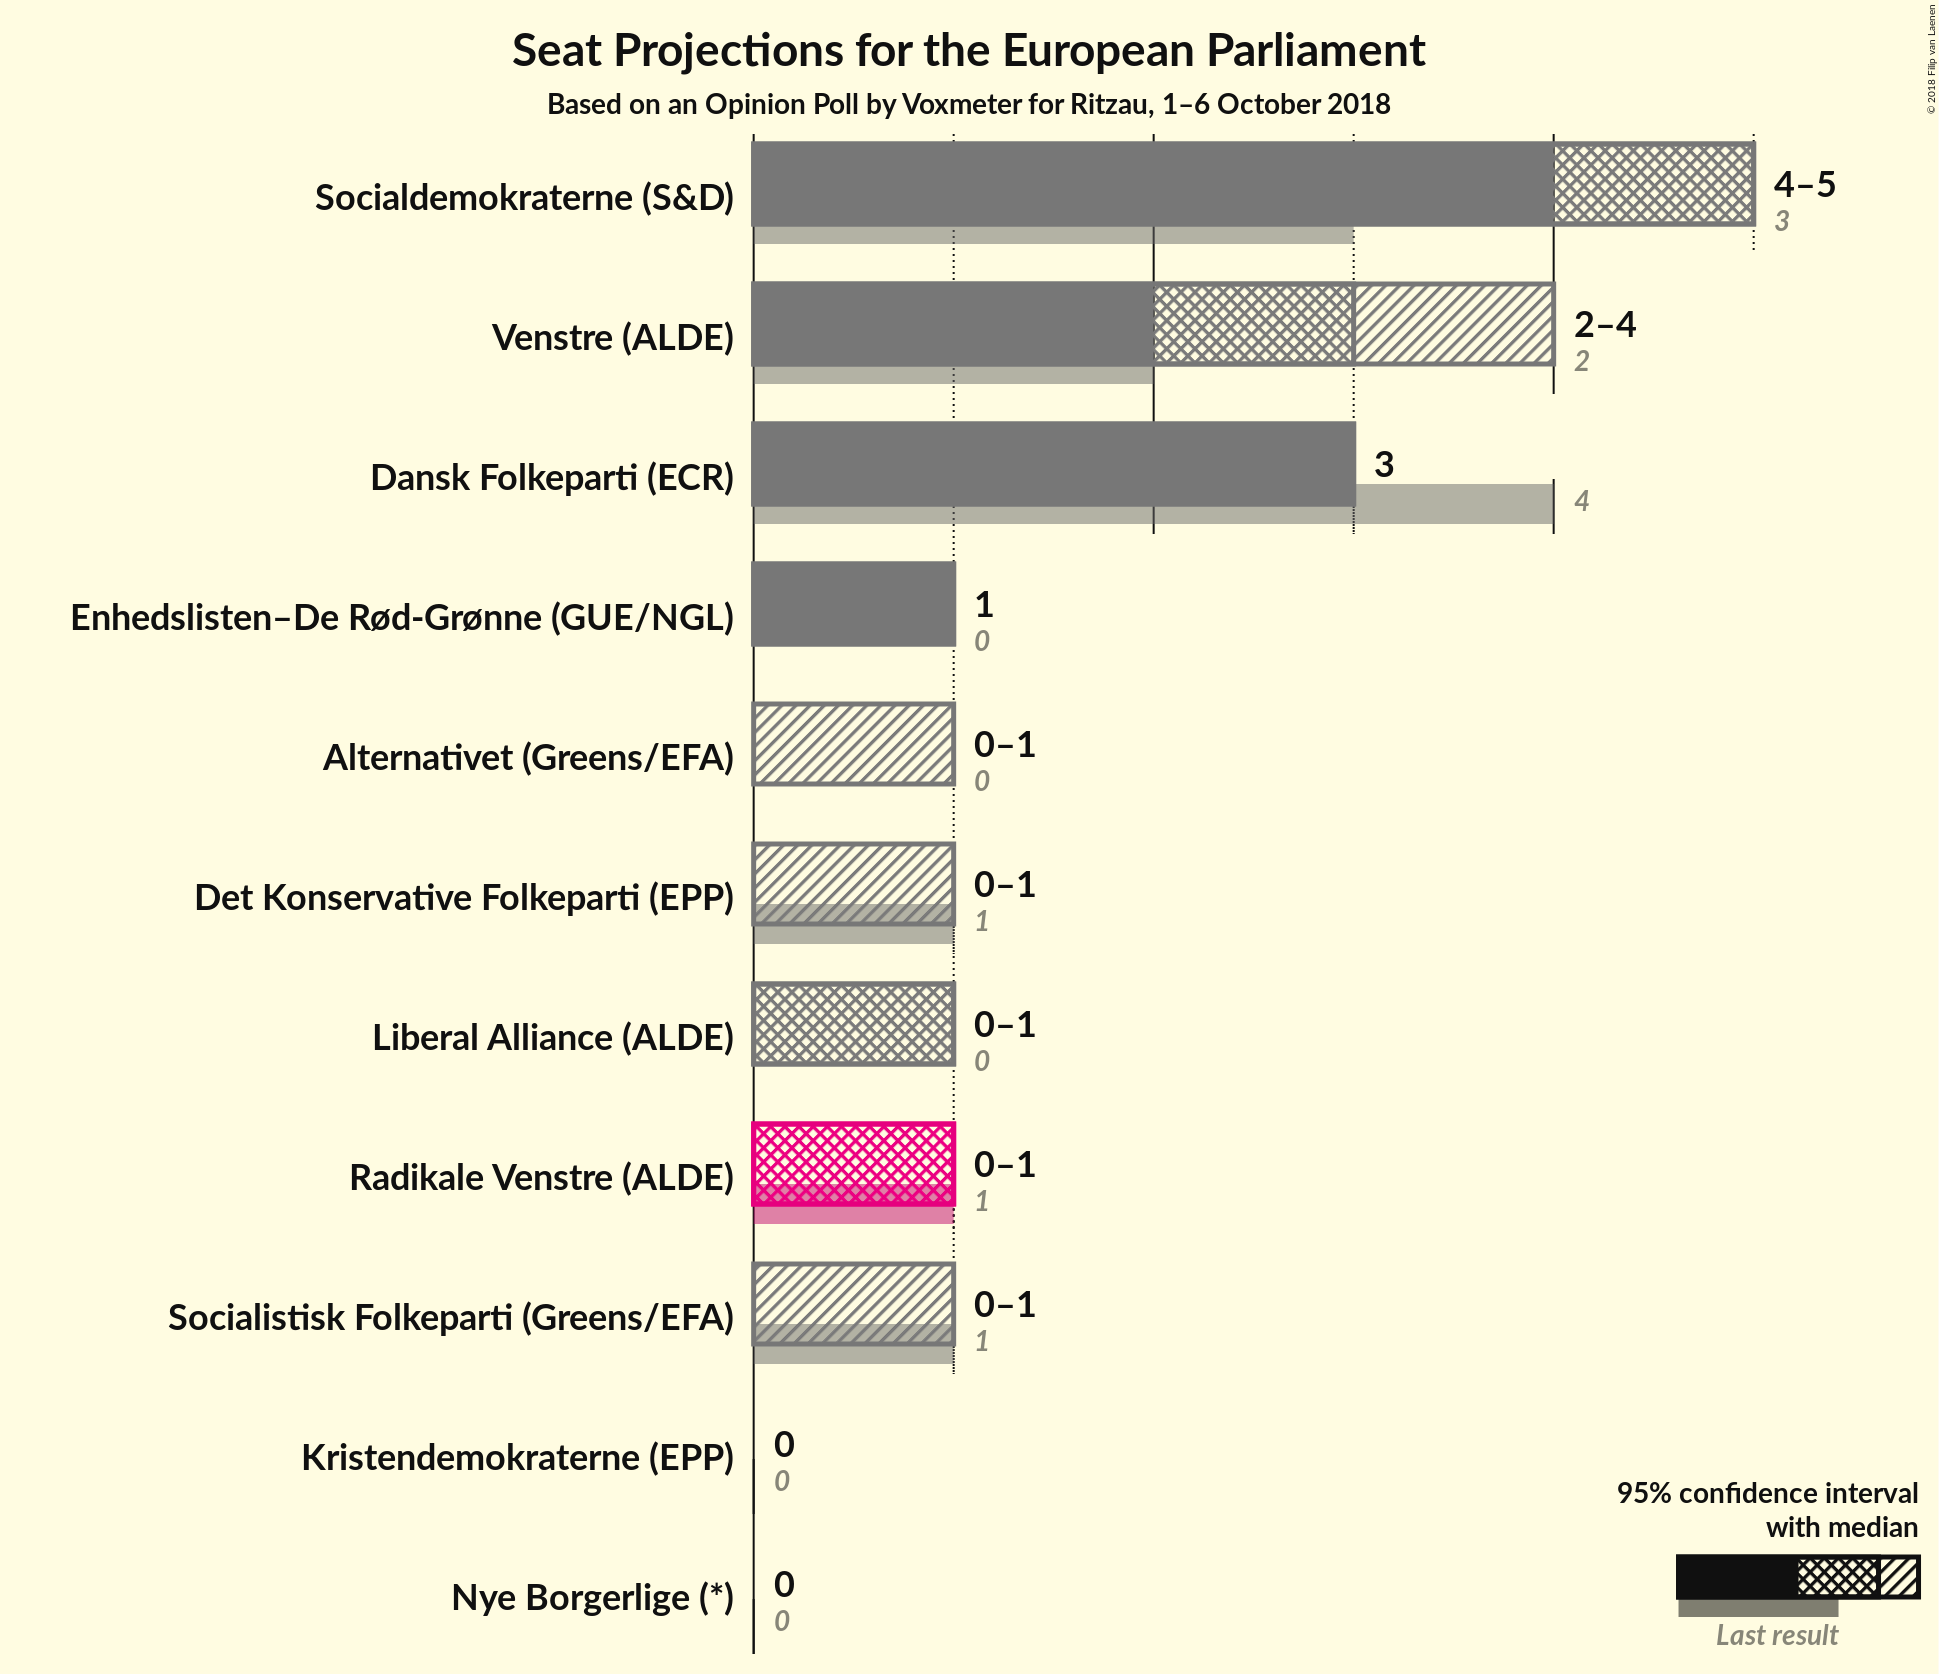 Seat Projections for the European Parliament
Based on an Opinion Poll by Voxmeter for Ritzau, 1–6 October 2018
© 2018 Filip van Laenen
Socialdemokraterne (S&D)
4–5
3
Venstre (ALDE)
2–4
2
Dansk Folkeparti (ECR)
3
4
Enhedslisten–De Rød-Grønne (GUE/NGL)
1
0
Alternativet (Greens/EFA)
0–1
0
Det Konservative Folkeparti (EPP)
0–1
1
Liberal Alliance (ALDE)
0–1
0
Radikale Venstre (ALDE)
0–1
1
Socialistisk Folkeparti (Greens/EFA)
0–1
1
Kristendemokraterne (EPP)
0
0
Nye Borgerlige (*)
0
0
95% confidence interval
with median
Last result